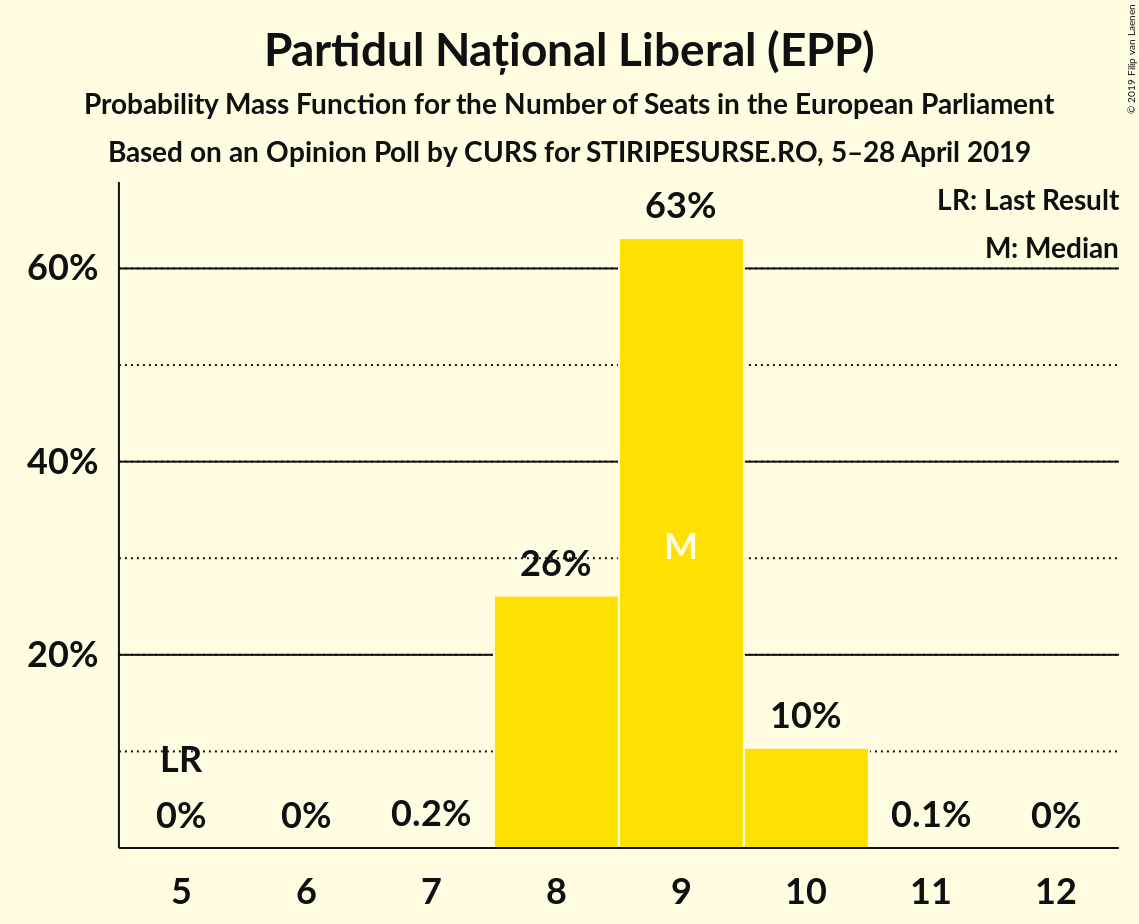 Partidul Național Liberal (EPP)
Probability Mass Function for the Number of Seats in the European Parliament
Based on an Opinion Poll by CURS for STIRIPESURSE.RO, 5–28 April 2019
© 2019 Filip van Laenen
LR: Last Result
M: Median
60%
40%
20%
63%
26%
M
10%
LR
0%
0%
0.2%
0.1%
0%
5 6 7 8 9 10 11 12